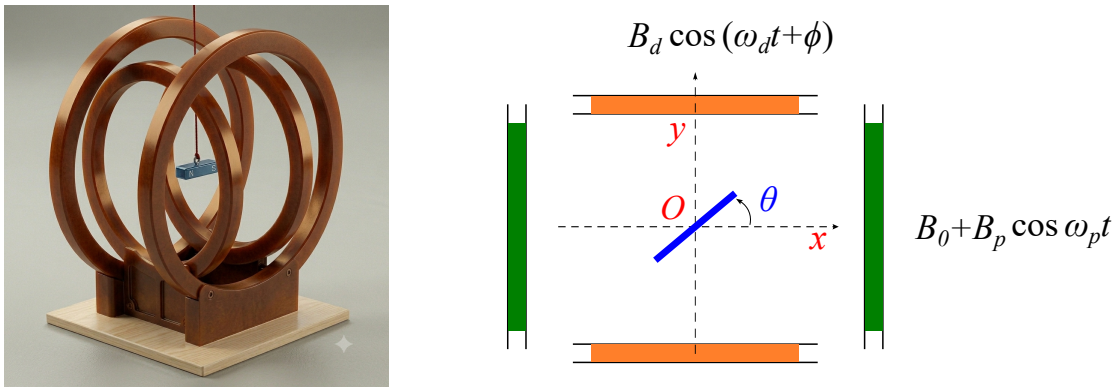 N S
B_d cos (ω_d t+ϕ)
y
O
θ
x
B_0+B_p cos ω_p t